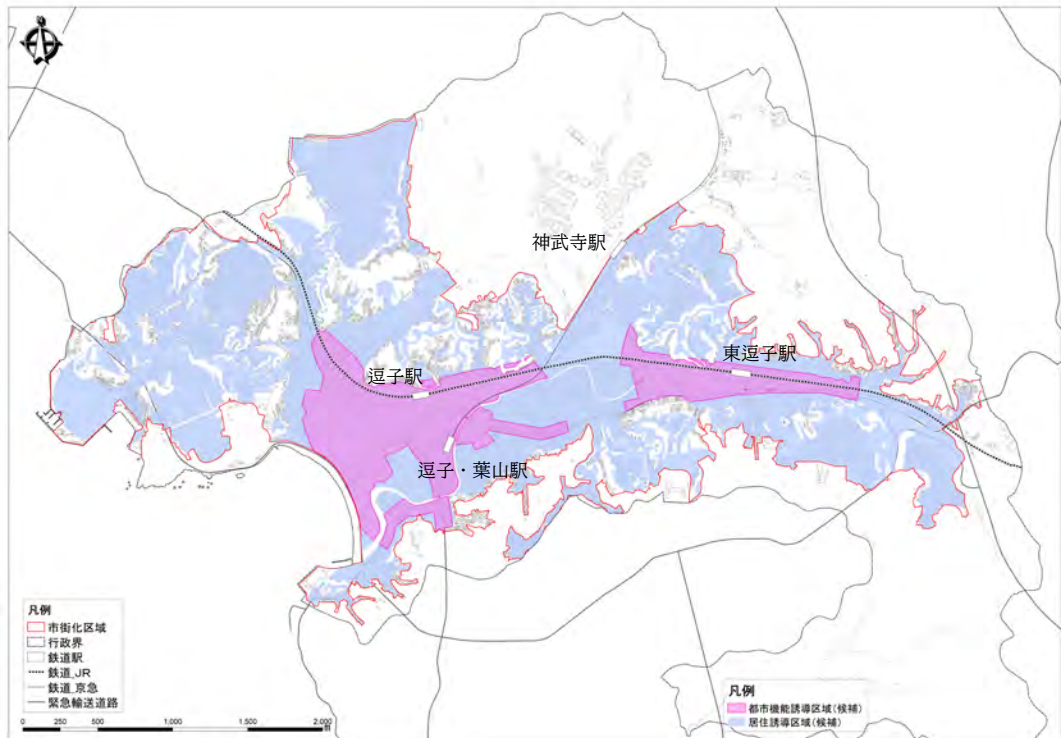 神武寺駅
東逗子駅
逗子駅
逗子・葉山駅
凡例
市街化区域
行政界
鉄道駅
鉄道_JR
鉄道_京急
緊急輸送道路
0 250 500 1,000 1,500 2,000
m
凡例
都市機能誘導区域(候補)
居住誘導区域(候補)